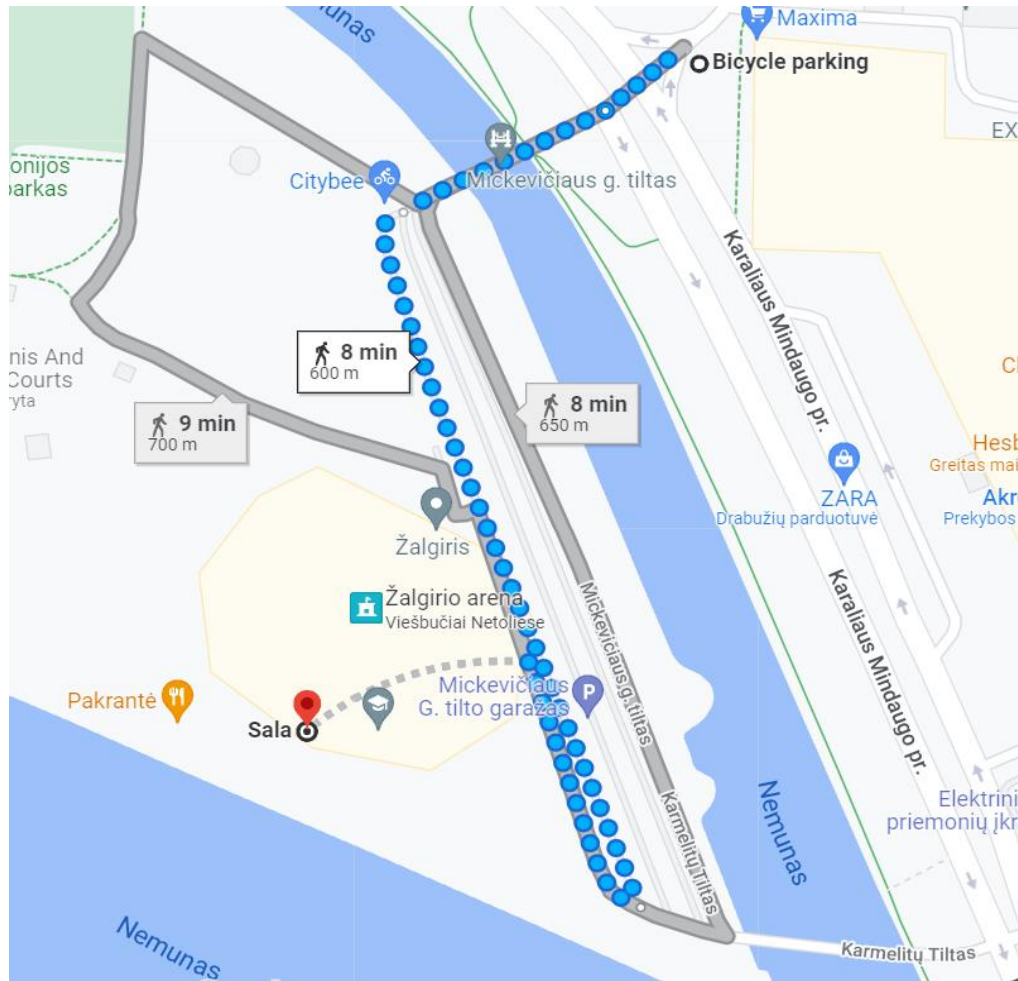 Nemunas
Maxima
Bicycle parking
EX
onijos
parkas
Citybee
Mickevičiaus g. tiltas
Karaliaus Mindaugo pr.
8 min
600 m
nis And
Courts
ryta
9 min
700 m
8 min
650 m
Hesb
Greitas mai
ZARA
Drabužių parduotuvė
Akr
Prekybos
Žalgiris
Žalgirio arena
Viešbučiai Netoliese
Mickevičiaus g. tiltas
Karaliaus Mindaugo pr.
Pakrantė
Mickevičiaus
G. tilto garažas
P
Sala
Karmelitų Tiltas
Nemunas
Elektrini
priemonių įkr
Nemunas
Karmelitų Tiltas